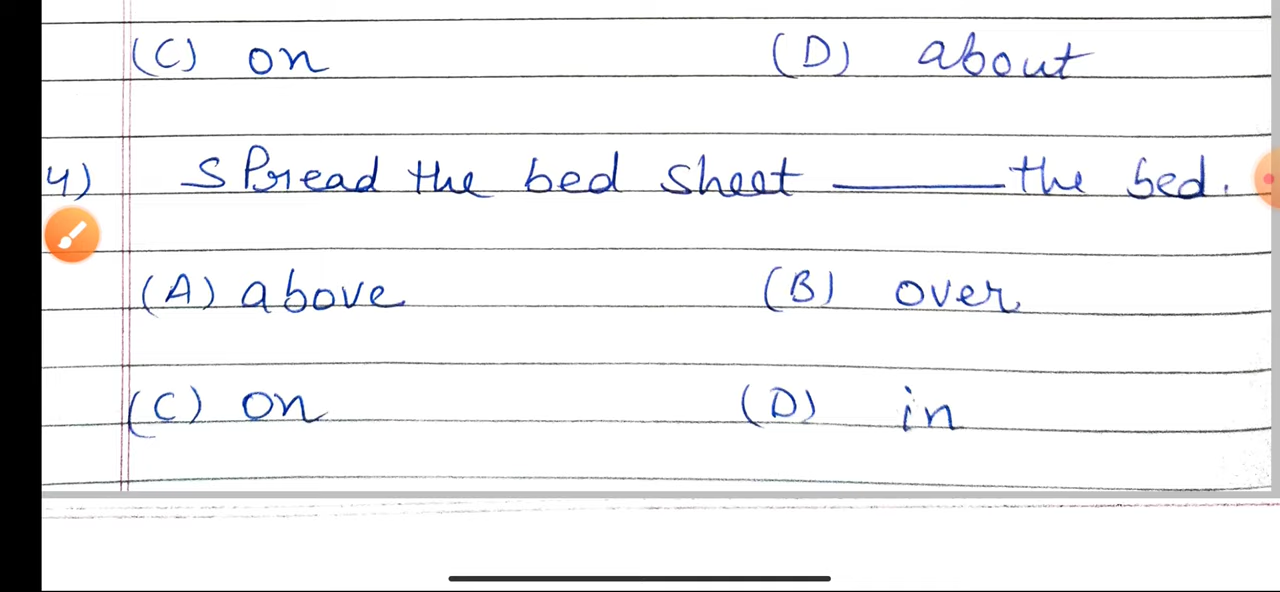 (C) on (D) about
4) Spread the bed sheet ______ the bed.
(A) above (B) over
(C) on (D) in